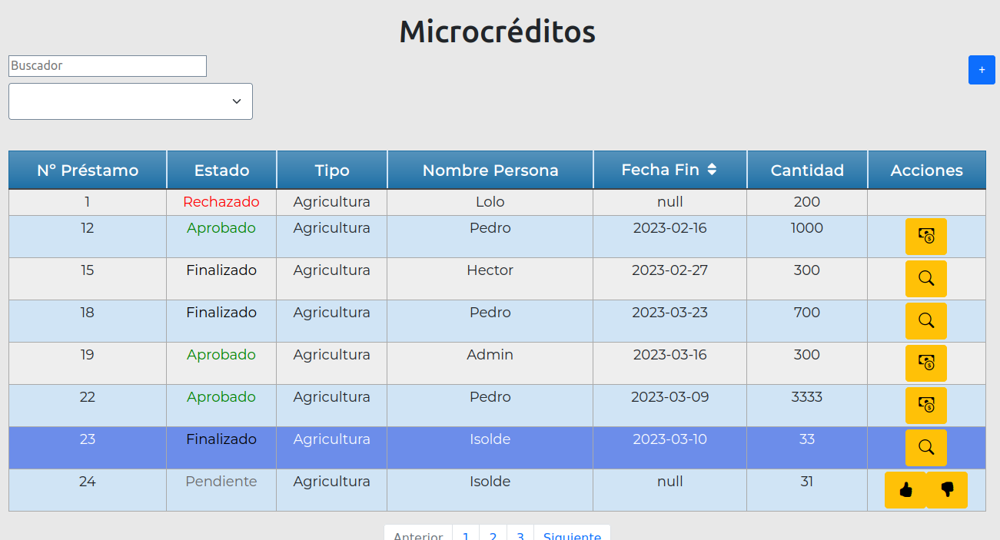 Microcréditos
Buscador
+
Nº Préstamo Estado Tipo Nombre Persona Fecha Fin Cantidad Acciones
1 Rechazado Agricultura Lolo null 200
12 Aprobado Agricultura Pedro 2023-02-16 1000
15 Finalizado Agricultura Hector 2023-02-27 300
18 Finalizado Agricultura Pedro 2023-03-23 700
19 Aprobado Agricultura Admin 2023-03-16 300
22 Aprobado Agricultura Pedro 2023-03-09 3333
23 Finalizado Agricultura Isolde 2023-03-10 33
24 Pendiente Agricultura Isolde null 31
Anterior 1 2 3 Siguiente